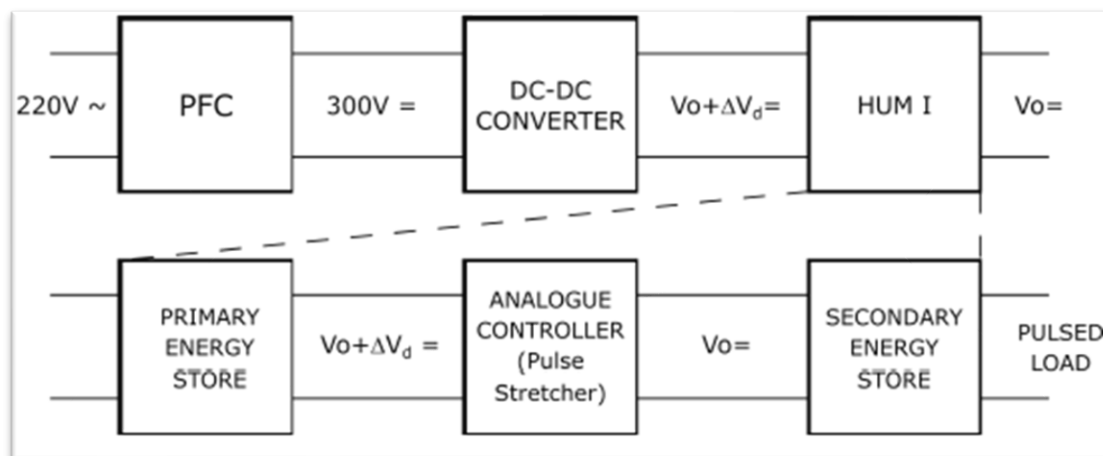 220V ~
PFC
300V =
DC-DC
CONVERTER
Vo+ΔVd=
HUM I
Vo=
PRIMARY
ENERGY
STORE
Vo+ΔVd =
ANALOGUE
CONTROLLER
(Pulse
Stretcher)
Vo=
SECONDARY
ENERGY
STORE
PULSED
LOAD